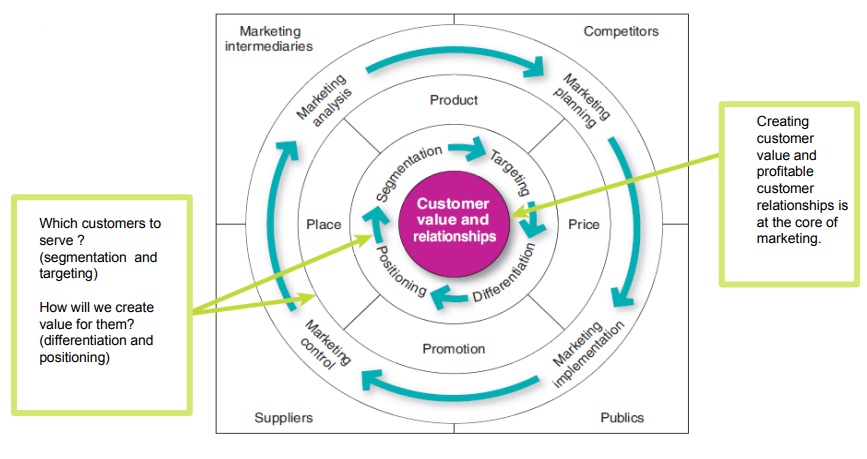 Marketing
intermediaries
Competitors
Marketing
analysis
Marketing
planning
Product
Creating
customer
value and
profitable
customer
relationships is
at the core of
marketing.
Segmentation
Targeting
Which customers to
serve ?
(segmentation and
targeting)
How will we create
value for them?
(differentiation and
positioning)
Place
Customer
value and
relationships
Price
Positioning
Differentiation
Marketing
control
Promotion
Marketing
implementation
Suppliers
Publics